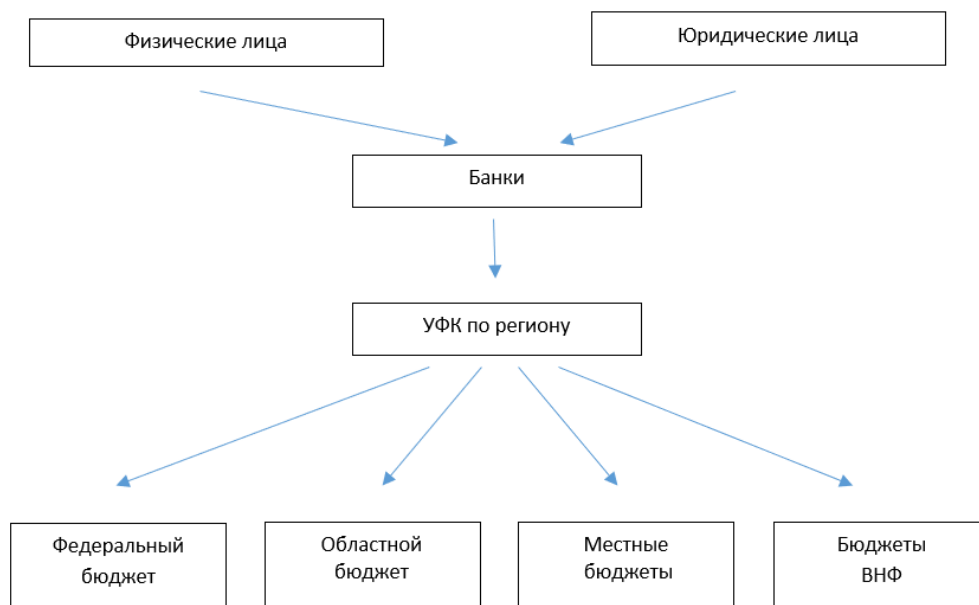 Физические лица
Юридические лица
Банки
УФК по региону
Федеральный
бюджет
Областной
бюджет
Местные
бюджеты
Бюджеты
ВНФ